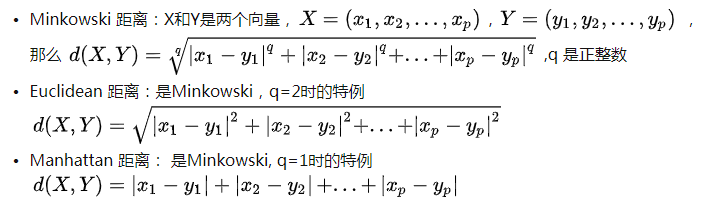 • Minkowski 距离：X和Y是两个向量， X = (x₁, x₂, . . . , xₚ) ， Y = (y₁, y₂, . . . , yₚ) ，
那么 d(X, Y) = \sqrt[q]{|x₁ − y₁|^q + |x₂ − y₂|^q+. . .+|xₚ − yₚ|^q} ,q 是正整数
• Euclidean 距离：是Minkowski，q=2时的特例
d(X, Y) = \sqrt{|x₁ − y₁|² + |x₂ − y₂|²+. . .+|xₚ − yₚ|²}
• Manhattan 距离： 是Minkowski, q=1时的特例
d(X, Y) = |x₁ − y₁| + |x₂ − y₂| +. . . + |xₚ − yₚ|